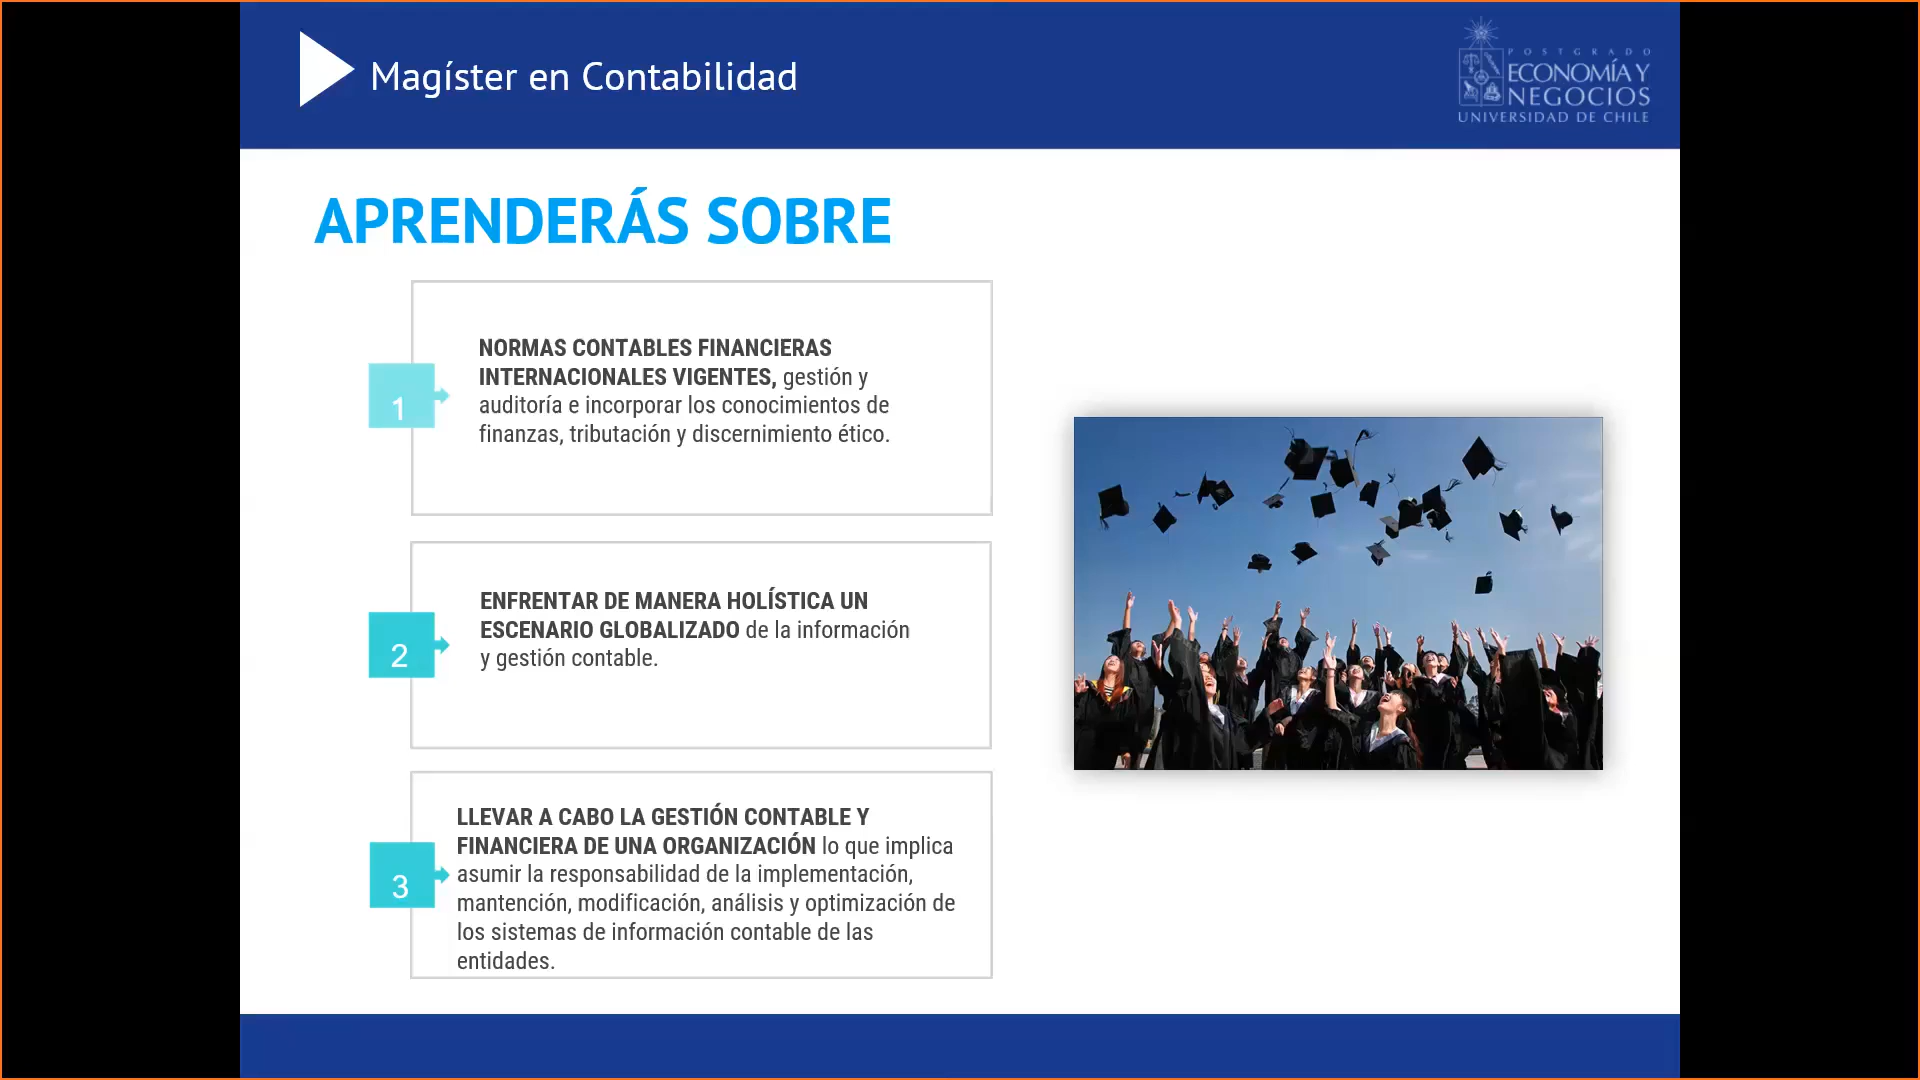 Magíster en Contabilidad
POSTGRADO
ECONOMÍA Y
NEGOCIOS
UNIVERSIDAD DE CHILE
APRENDERÁS SOBRE
1
NORMAS CONTABLES FINANCIERAS
INTERNACIONALES VIGENTES, gestión y
auditoría e incorporar los conocimientos de
finanzas, tributación y discernimiento ético.
2
ENFRENTAR DE MANERA HOLÍSTICA UN
ESCENARIO GLOBALIZADO de la información
y gestión contable.
3
LLEVAR A CABO LA GESTIÓN CONTABLE Y
FINANCIERA DE UNA ORGANIZACIÓN lo que implica
asumir la responsabilidad de la implementación,
mantención, modificación, análisis y optimización de
los sistemas de información contable de las
entidades.